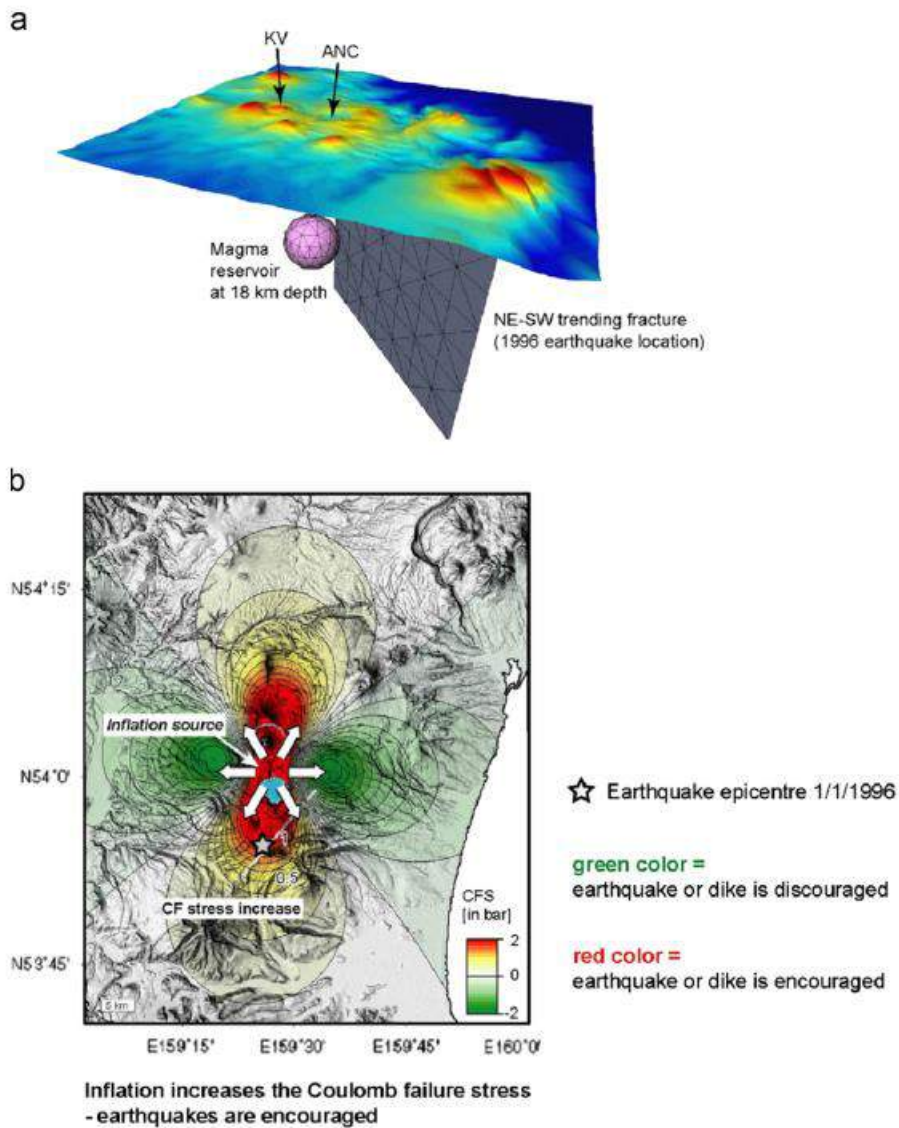 a
KV
ANC
Magma
reservoir
at 18 km depth
NE-SW trending fracture
(1996 earthquake location)
b
N54°15'
Inflation source
N54°0'
1
0.5
CF stress increase
CFS
[in bar]
2
0
-2
N53°45'
5 km
E159°15'
E159°30'
E159°45'
E160°0'
Earthquake epicentre 1/1/1996
green color =
earthquake or dike is discouraged
red color =
earthquake or dike is encouraged
Inflation increases the Coulomb failure stress
- earthquakes are encouraged